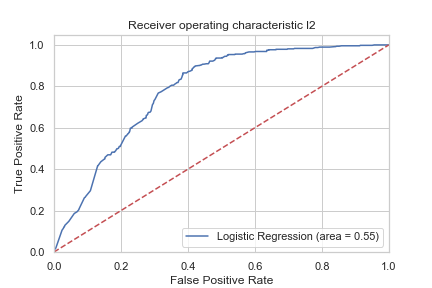 Receiver operating characteristic l2
True Positive Rate
1.0
0.8
0.6
0.4
0.2
0.0
Logistic Regression (area = 0.55)
0.0 0.2 0.4 0.6 0.8 1.0
False Positive Rate